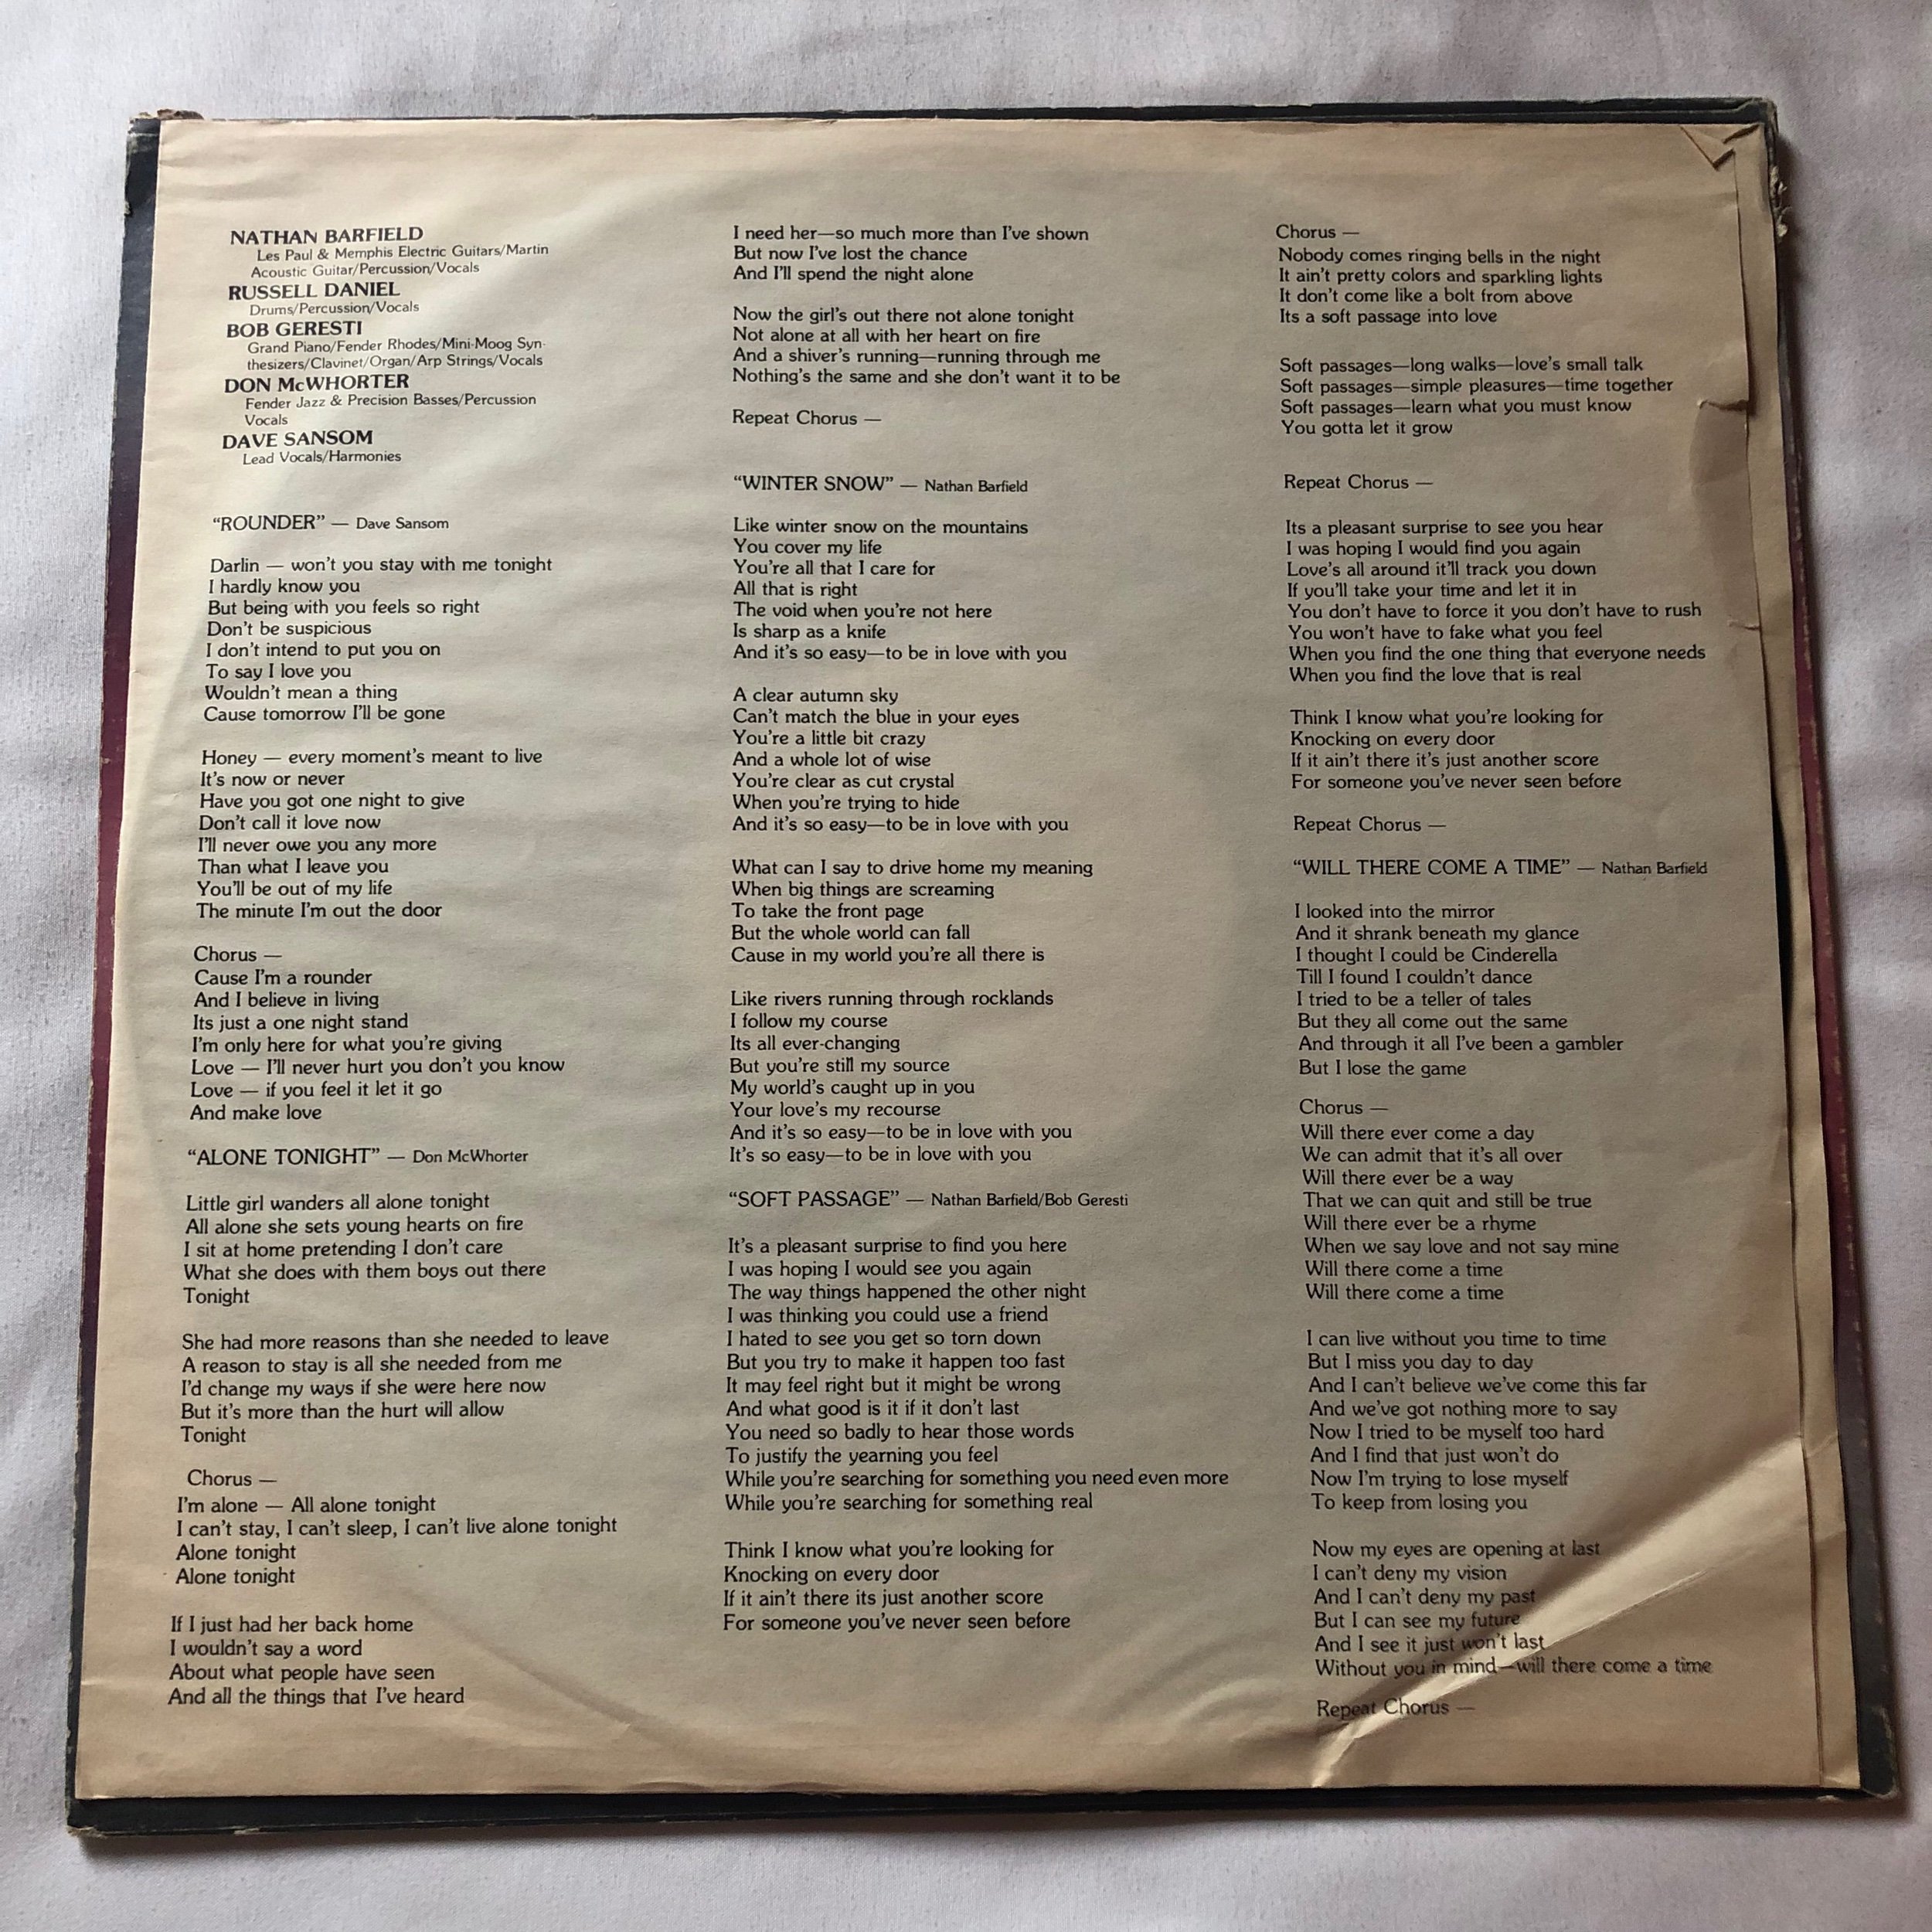 NATHAN BARFIELD
Les Paul & Memphis Electric Guitars/Martin
Acoustic Guitar/Percussion/Vocals
RUSSELL DANIEL
Drums/Percussion/Vocals
BOB GERESTI
Grand Piano/Fender Rhodes/Mini-Moog Syn-
thesizers/Clavinet/Organ/Arp Strings/Vocals
DON McWHORTER
Fender Jazz & Precision Basses/Percussion
Vocals
DAVE SANSOM
Lead Vocals/Harmonies
“ROUNDER” — Dave Sansom
Darlin — won't you stay with me tonight
I hardly know you
But being with you feels so right
Don't be suspicious
I don't intend to put you on
To say I love you
Wouldn't mean a thing
Cause tomorrow I'll be gone
Honey — every moment's meant to live
It's now or never
Have you got one night to give
Don't call it love now
I'll never owe you any more
Than what I leave you
You'll be out of my life
The minute I'm out the door
Chorus —
Cause I'm a rounder
And I believe in living
Its just a one night stand
I'm only here for what you're giving
Love — I'll never hurt you don't you know
Love — if you feel it let it go
And make love
“ALONE TONIGHT” — Don McWhorter
Little girl wanders all alone tonight
All alone she sets young hearts on fire
I sit at home pretending I don't care
What she does with them boys out there
Tonight
She had more reasons than she needed to leave
A reason to stay is all she needed from me
I'd change my ways if she were here now
But it's more than the hurt will allow
Tonight
Chorus —
I'm alone — All alone tonight
I can't stay, I can't sleep, I can't live alone tonight
Alone tonight
Alone tonight
If I just had her back home
I wouldn't say a word
About what people have seen
And all the things that I've heard
I need her—so much more than I've shown
But now I've lost the chance
And I'll spend the night alone
Now the girl's out there not alone tonight
Not alone at all with her heart on fire
And a shiver's running—running through me
Nothing's the same and she don't want it to be
Repeat Chorus —
“WINTER SNOW” — Nathan Barfield
Like winter snow on the mountains
You cover my life
You're all that I care for
All that is right
The void when you're not here
Is sharp as a knife
And it's so easy—to be in love with you
A clear autumn sky
Can't match the blue in your eyes
You're a little bit crazy
And a whole lot of wise
You're clear as cut crystal
When you're trying to hide
And it's so easy—to be in love with you
What can I say to drive home my meaning
When big things are screaming
To take the front page
But the whole world can fall
Cause in my world you're all there is
Like rivers running through rocklands
I follow my course
Its all ever-changing
But you're still my source
My world's caught up in you
Your love's my recourse
And it's so easy—to be in love with you
It's so easy—to be in love with you
“SOFT PASSAGE” — Nathan Barfield/Bob Geresti
It's a pleasant surprise to find you here
I was hoping I would see you again
The way things happened the other night
I was thinking you could use a friend
I hated to see you get so torn down
But you try to make it happen too fast
It may feel right but it might be wrong
And what good is it if it don't last
You need so badly to hear those words
To justify the yearning you feel
While you're searching for something you need even more
While you're searching for something real
Think I know what you're looking for
Knocking on every door
If it ain't there its just another score
For someone you've never seen before
Chorus —
Nobody comes ringing bells in the night
It ain't pretty colors and sparkling lights
It don't come like a bolt from above
Its a soft passage into love
Soft passages—long walks—love's small talk
Soft passages—simple pleasures—time together
Soft passages—learn what you must know
You gotta let it grow
Repeat Chorus —
Its a pleasant surprise to see you hear
I was hoping I would find you again
Love's all around it'll track you down
If you'll take your time and let it in
You don't have to force it you don't have to rush
You won't have to fake what you feel
When you find the one thing that everyone needs
When you find the love that is real
Think I know what you're looking for
Knocking on every door
If it ain't there it's just another score
For someone you've never seen before
Repeat Chorus —
“WILL THERE COME A TIME” — Nathan Barfield
I looked into the mirror
And it shrank beneath my glance
I thought I could be Cinderella
Till I found I couldn't dance
I tried to be a teller of tales
But they all come out the same
And through it all I've been a gambler
But I lose the game
Chorus —
Will there ever come a day
We can admit that it's all over
Will there ever be a way
That we can quit and still be true
Will there ever be a rhyme
When we say love and not say mine
Will there come a time
Will there come a time
I can live without you time to time
But I miss you day to day
And I can't believe we've come this far
And we've got nothing more to say
Now I tried to be myself too hard
And I find that just won't do
Now I'm trying to lose myself
To keep from losing you
Now my eyes are opening at last
I can't deny my vision
And I can't deny my past
But I can see my future
And I see it just won't last
Without you in mind—will there come a time
Repeat Chorus —